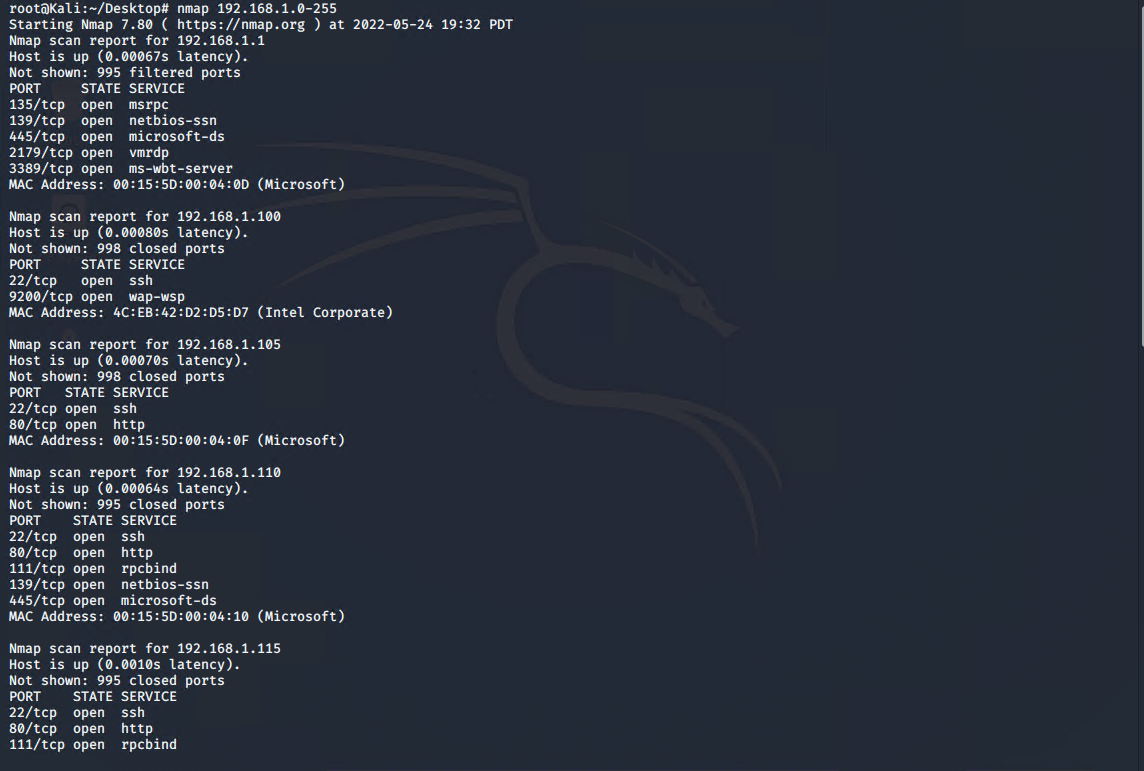 root@Kali:~/Desktop# nmap 192.168.1.0-255
Starting Nmap 7.80 ( https://nmap.org ) at 2022-05-24 19:32 PDT
Nmap scan report for 192.168.1.1
Host is up (0.00067s latency).
Not shown: 995 filtered ports
PORT     STATE SERVICE
135/tcp  open  msrpc
139/tcp  open  netbios-ssn
445/tcp  open  microsoft-ds
2179/tcp open  vmrdp
3389/tcp open  ms-wbt-server
MAC Address: 00:15:5D:00:04:0D (Microsoft)

Nmap scan report for 192.168.1.100
Host is up (0.00080s latency).
Not shown: 998 closed ports
PORT     STATE SERVICE
22/tcp   open  ssh
9200/tcp open  wap-wsp
MAC Address: 4C:EB:42:D2:D5:D7 (Intel Corporate)

Nmap scan report for 192.168.1.105
Host is up (0.00070s latency).
Not shown: 998 closed ports
PORT   STATE SERVICE
22/tcp open  ssh
80/tcp open  http
MAC Address: 00:15:5D:00:04:0F (Microsoft)

Nmap scan report for 192.168.1.110
Host is up (0.00064s latency).
Not shown: 995 closed ports
PORT    STATE SERVICE
22/tcp  open  ssh
80/tcp  open  http
111/tcp open  rpcbind
139/tcp open  netbios-ssn
445/tcp open  microsoft-ds
MAC Address: 00:15:5D:00:04:10 (Microsoft)

Nmap scan report for 192.168.1.115
Host is up (0.0010s latency).
Not shown: 995 closed ports
PORT    STATE SERVICE
22/tcp  open  ssh
80/tcp  open  http
111/tcp open  rpcbind